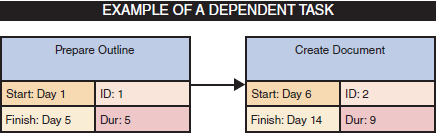 EXAMPLE OF A DEPENDENT TASK
Prepare Outline
Start: Day 1
ID: 1
Finish: Day 5
Dur: 5
Create Document
Start: Day 6
ID: 2
Finish: Day 14
Dur: 9